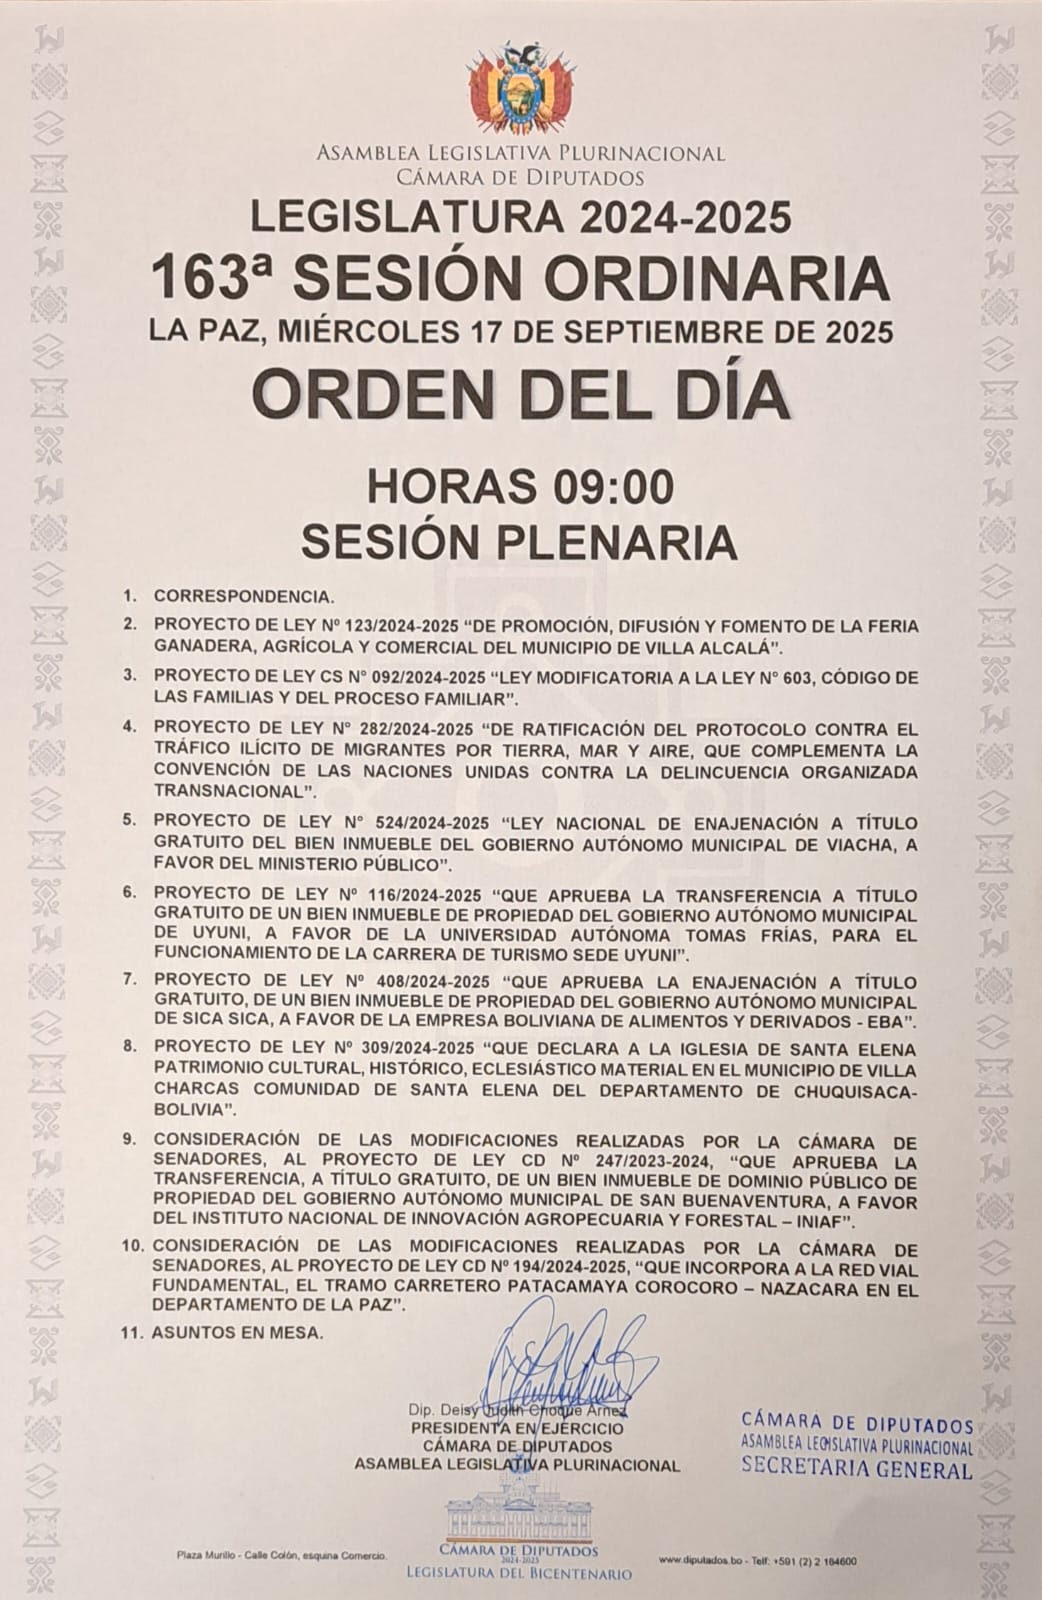 ASAMBLEA LEGISLATIVA PLURINACIONAL
CÁMARA DE DIPUTADOS
LEGISLATURA 2024-2025
163ª SESIÓN ORDINARIA
LA PAZ, MIÉRCOLES 17 DE SEPTIEMBRE DE 2025
ORDEN DEL DÍA
HORAS 09:00
SESIÓN PLENARIA
1. CORRESPONDENCIA.
2. PROYECTO DE LEY Nº 123/2024-2025 “DE PROMOCIÓN, DIFUSIÓN Y FOMENTO DE LA FERIA
GANADERA, AGRÍCOLA Y COMERCIAL DEL MUNICIPIO DE VILLA ALCALÁ”.
3. PROYECTO DE LEY CS N° 092/2024-2025 “LEY MODIFICATORIA A LA LEY N° 603, CÓDIGO DE
LAS FAMILIAS Y DEL PROCESO FAMILIAR”.
4. PROYECTO DE LEY N° 282/2024-2025 “DE RATIFICACIÓN DEL PROTOCOLO CONTRA EL
TRÁFICO ILÍCITO DE MIGRANTES POR TIERRA, MAR Y AIRE, QUE COMPLEMENTA LA
CONVENCIÓN DE LAS NACIONES UNIDAS CONTRA LA DELINCUENCIA ORGANIZADA
TRANSNACIONAL”.
5. PROYECTO DE LEY N° 524/2024-2025 “LEY NACIONAL DE ENAJENACIÓN A TÍTULO
GRATUITO DEL BIEN INMUEBLE DEL GOBIERNO AUTÓNOMO MUNICIPAL DE VIACHA, A
FAVOR DEL MINISTERIO PÚBLICO”.
6. PROYECTO DE LEY Nº 116/2024-2025 “QUE APRUEBA LA TRANSFERENCIA A TÍTULO
GRATUITO DE UN BIEN INMUEBLE DE PROPIEDAD DEL GOBIERNO AUTÓNOMO MUNICIPAL
DE UYUNI, A FAVOR DE LA UNIVERSIDAD AUTÓNOMA TOMAS FRÍAS, PARA EL
FUNCIONAMIENTO DE LA CARRERA DE TURISMO SEDE UYUNI”.
7. PROYECTO DE LEY Nº 408/2024-2025 “QUE APRUEBA LA ENAJENACIÓN A TÍTULO
GRATUITO, DE UN BIEN INMUEBLE DE PROPIEDAD DEL GOBIERNO AUTÓNOMO MUNICIPAL
DE SICA SICA, A FAVOR DE LA EMPRESA BOLIVIANA DE ALIMENTOS Y DERIVADOS - EBA”.
8. PROYECTO DE LEY Nº 309/2024-2025 “QUE DECLARA A LA IGLESIA DE SANTA ELENA
PATRIMONIO CULTURAL, HISTÓRICO, ECLESIÁSTICO MATERIAL EN EL MUNICIPIO DE VILLA
CHARCAS COMUNIDAD DE SANTA ELENA DEL DEPARTAMENTO DE CHUQUISACA-
BOLIVIA”.
9. CONSIDERACIÓN DE LAS MODIFICACIONES REALIZADAS POR LA CÁMARA DE
SENADORES, AL PROYECTO DE LEY CD Nº 247/2023-2024, “QUE APRUEBA LA
TRANSFERENCIA, A TÍTULO GRATUITO, DE UN BIEN INMUEBLE DE DOMINIO PÚBLICO DE
PROPIEDAD DEL GOBIERNO AUTÓNOMO MUNICIPAL DE SAN BUENAVENTURA, A FAVOR
DEL INSTITUTO NACIONAL DE INNOVACIÓN AGROPECUARIA Y FORESTAL – INIAF”.
10. CONSIDERACIÓN DE LAS MODIFICACIONES REALIZADAS POR LA CÁMARA DE
SENADORES, AL PROYECTO DE LEY CD Nº 194/2024-2025, “QUE INCORPORA A LA RED VIAL
FUNDAMENTAL, EL TRAMO CARRETERO PATACAMAYA COROCORO – NAZACARA EN EL
DEPARTAMENTO DE LA PAZ”.
11. ASUNTOS EN MESA.
Dip. Deisy Judith Choque Arnez
PRESIDENTA EN EJERCICIO
CÁMARA DE DIPUTADOS
ASAMBLEA LEGISLATIVA PLURINACIONAL
CÁMARA DE DIPUTADOS
ASAMBLEA LEGISLATIVA PLURINACIONAL
SECRETARIA GENERAL
Plaza Murillo - Calle Colón, esquina Comercio.
CÁMARA DE DIPUTADOS
2024-2025
LEGISLATURA DEL BICENTENARIO
www.diputados.bo - Telf: +591 (2) 2 184600